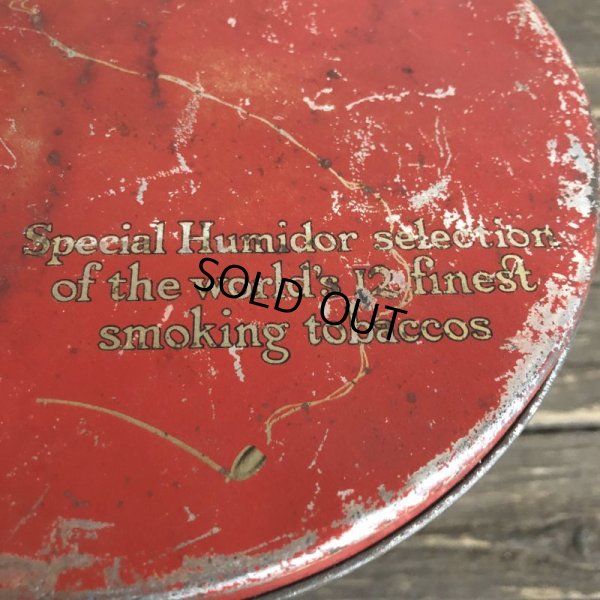 Special Humidor selection
of the world's 12 finest
smoking tobaccos
SOLD OUT